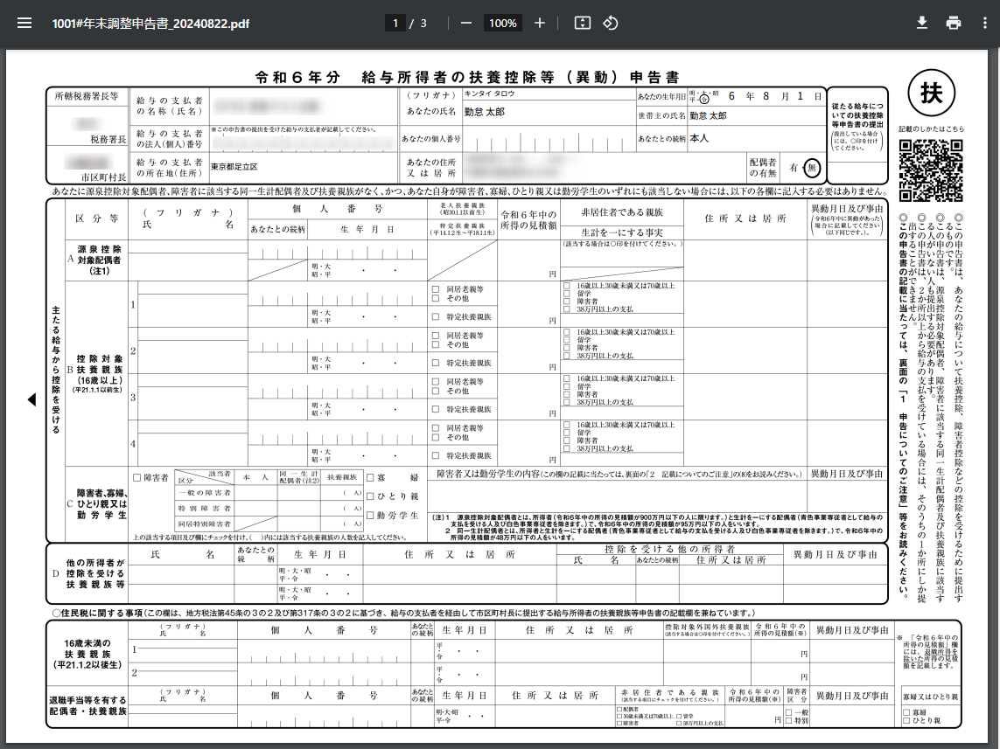 1001#年末調整申告書_20240822.pdf
1 / 3
100%
令和6年分 給与所得者の扶養控除等（異動）申告書
扶
記載のしかたはこちら
所轄税務署長等
税務署長
市区町村長
給与の支払者の名称（氏名）
※この申告書の提出を受けた給与の支払者が記載してください。
給与の支払者の法人（個人）番号
給与の支払者の所在地（住所）
東京都足立区
（フリガナ）
キンタイ タロウ
あなたの氏名
勤怠 太郎
あなたの個人番号
あなたの住所又は居所
あなたの生年月日
明・大・昭
平・令
6 年 8 月 1 日
世帯主の氏名
勤怠 太郎
あなたとの続柄
本人
配偶者の有無
有・無
従たる給与についての扶養控除等申告書の提出
（提出している場合には、○印を付けてください。）
あなたに源泉控除対象配偶者、障害者に該当する同一生計配偶者及び扶養親族がなく、かつ、あなた自身が障害者、寡婦、ひとり親又は勤労学生のいずれにも該当しない場合には、以下の各欄に記入する必要はありません。
区分等
（フリガナ）
氏名
個人番号
あなたとの続柄
生年月日
老人扶養親族
（昭30.1.1以前生）
特定扶養親族
（平14.1.2生～平18.1.1生）
令和6年中の所得の見積額
非居住者である親族
生計を一にする事実
住所又は居所
異動月日及び事由
（令和6年中に異動があった場合に記載してください（以下同じです。）。）
主たる給与から控除を受ける
A
源泉控除対象配偶者（注1）
明・大
昭・平
円
（該当する場合は○印を付けてください。）
B
控除対象扶養親族（16歳以上）
（平21.1.1以前生）
1
明・大
昭・平
同居老親等
その他
特定扶養親族
円
16歳以上30歳未満又は70歳以上
留学
障害者
38万円以上の支払
2
明・大
昭・平
同居老親等
その他
特定扶養親族
円
16歳以上30歳未満又は70歳以上
留学
障害者
38万円以上の支払
3
明・大
昭・平
同居老親等
その他
特定扶養親族
円
16歳以上30歳未満又は70歳以上
留学
障害者
38万円以上の支払
4
明・大
昭・平
同居老親等
その他
特定扶養親族
円
16歳以上30歳未満又は70歳以上
留学
障害者
38万円以上の支払
C
障害者、寡婦、ひとり親又は勤労学生
障害者
区分
該当者
本人
同一生計配偶者（注2）
扶養親族
一般の障害者
（ 人）
特別障害者
（ 人）
同居特別障害者
（ 人）
寡婦
ひとり親
勤労学生
上の該当する項目及び欄にチェックを付け、（ ）内には該当する扶養親族の人数を記入してください。
障害者又は勤労学生の内容（この欄の記載に当たっては、裏面の「2 記載についてのご注意」の(8)をお読みください。）
異動月日及び事由
（注）1 源泉控除対象配偶者とは、所得者（令和6年中の所得の見積額が900万円以下の人に限ります。）と生計を一にする配偶者（青色事業専従者として給与の支払を受ける人及び白色事業専従者を除きます。）で、令和6年中の所得の見積額が95万円以下の人をいいます。
2 同一生計配偶者とは、所得者と生計を一にする配偶者（青色事業専従者として給与の支払を受ける人及び白色事業専従者を除きます。）で、令和6年中の所得の見積額が48万円以下の人をいいます。
D
他の所得者が控除を受ける扶養親族等
氏名
あなたとの続柄
生年月日
住所又は居所
控除を受ける他の所得者
氏名
あなたとの続柄
住所又は居所
異動月日及び事由
明・大・昭
平・令
明・大・昭
平・令
○住民税に関する事項（この欄は、地方税法第45条の3の2及び第317条の3の2に基づき、給与の支払者を経由して市区町村長に提出する給与所得者の扶養親族等申告書の記載欄を兼ねています。）
16歳未満の扶養親族
（平21.1.2以後生）
（フリガナ）
氏名
個人番号
あなたとの続柄
生年月日
住所又は居所
控除対象外国外扶養親族
（該当する場合は○印を付けてください。）
令和6年中の所得の見積額（※）
異動月日及び事由
1
平・令
円
2
平・令
円
※ 「令和6年中の所得の見積額」欄には、退職所得を除いた所得の見積額を記載します。
退職手当等を有する配偶者・扶養親族
（フリガナ）
氏名
個人番号
あなたとの続柄
生年月日
住所又は居所
非居住者である親族
（該当する項目にチェックを付けてください。）
令和6年中の所得の見積額（※）
障害者区分
異動月日及び事由
寡婦又はひとり親
明・大・昭
平・令
配偶者
30歳未満又は70歳以上
留学
障害者
38万円以上の支払
円
一般
特別
寡婦
ひとり親
◎この申告書は、あなたの給与について扶養控除、障害者控除などの控除を受けるために提出するものです。
◎この申告書は、源泉控除対象配偶者、障害者に該当する同一生計配偶者及び扶養親族に該当する人がいない人も提出する必要があります。
◎この申告書は、2か所以上から給与の支払を受けている場合には、そのうちの1か所にしか提出することができません。
◎この申告書の記載に当たっては、裏面の「1 申告についてのご注意」等をお読みください。